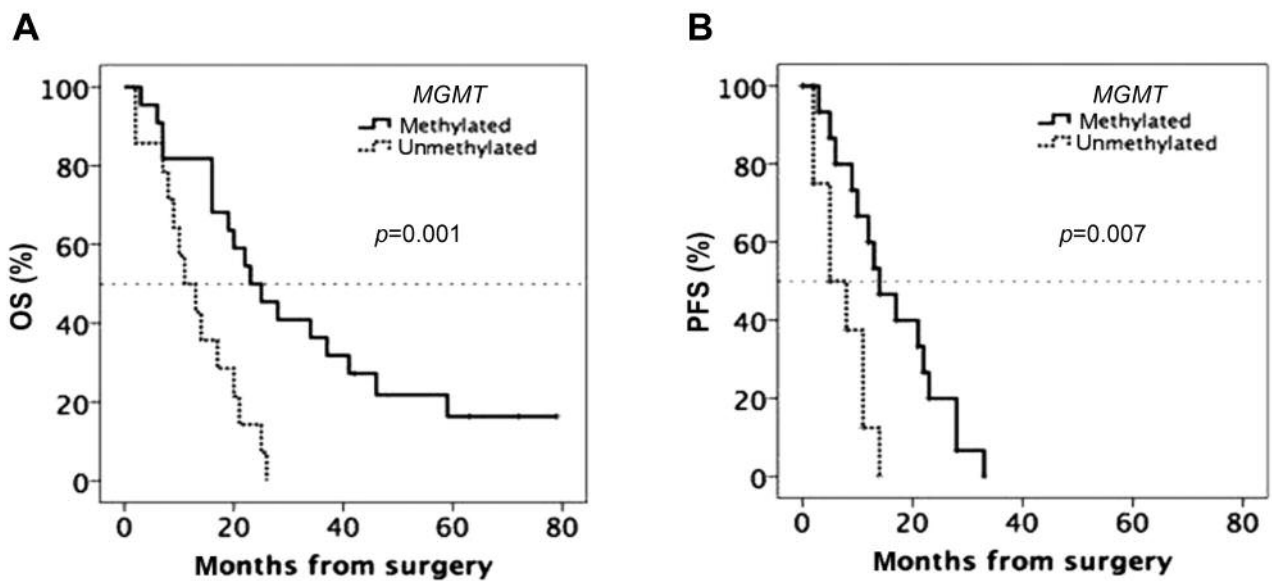 A
MGMT
Methylated
Unmethylated
p=0.001
OS (%)
100
80
60
40
20
0
0 20 40 60 80
Months from surgery
B
MGMT
Methylated
Unmethylated
p=0.007
PFS (%)
100
80
60
40
20
0
0 20 40 60 80
Months from surgery